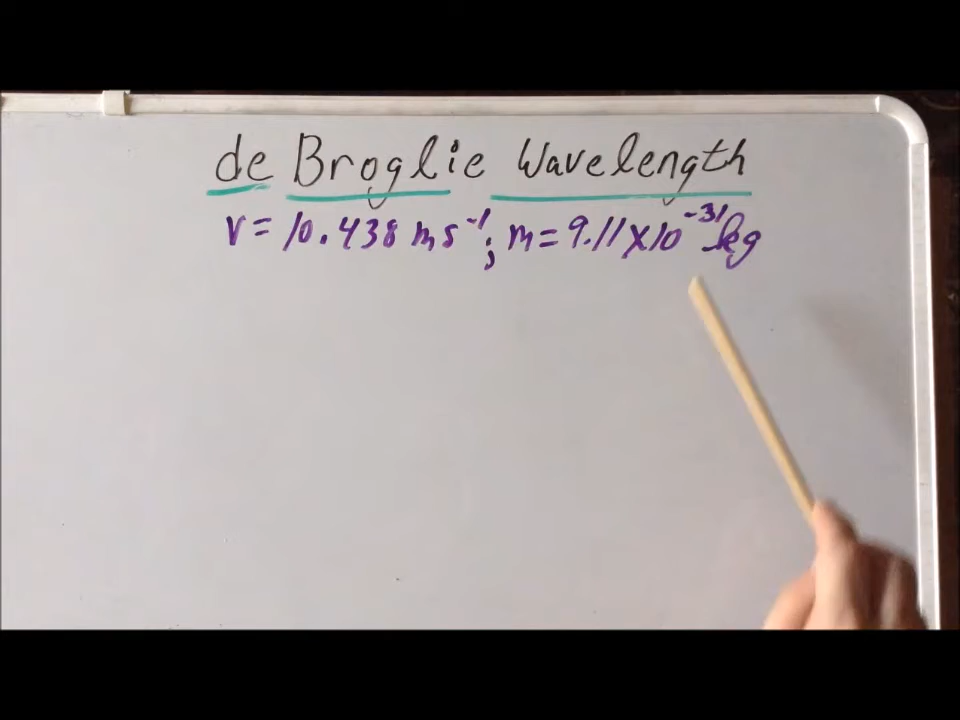 de Broglie Wavelength
v = 10.438 ms⁻¹; m = 9.11 X 10⁻³¹ kg